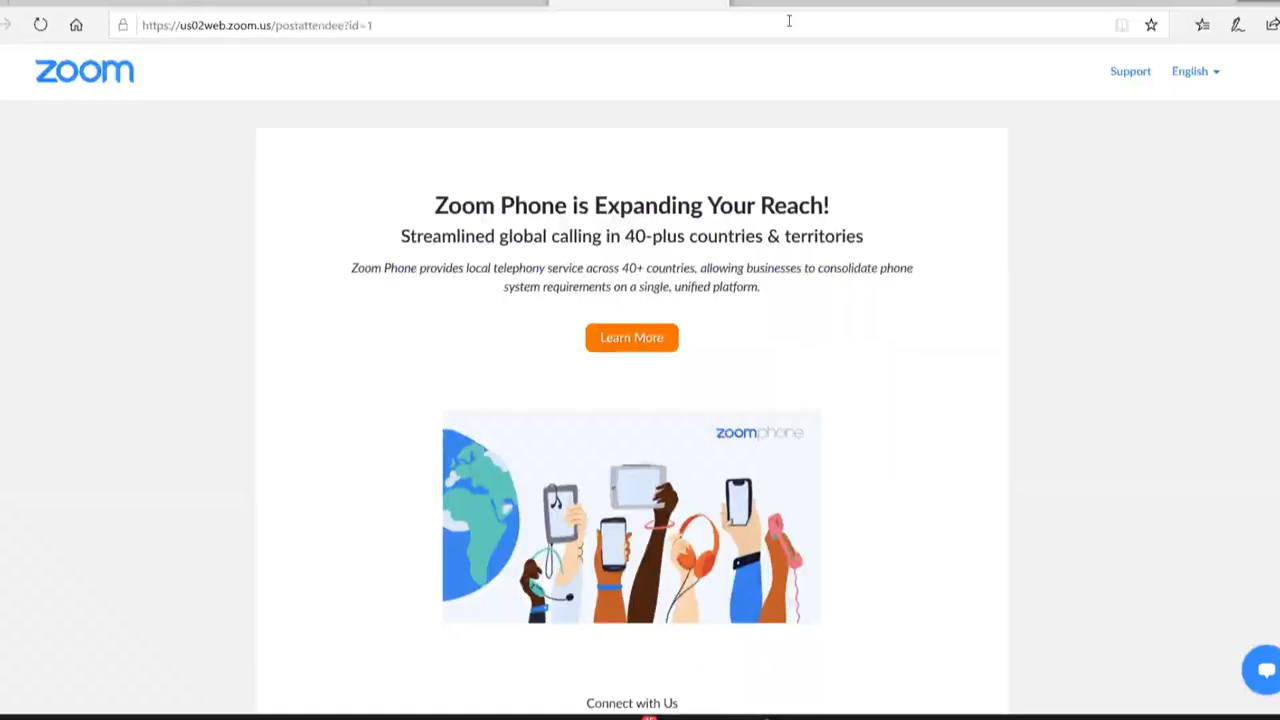 https://us02web.zoom.us/postattendee?id=1
zoom
Support
English
Zoom Phone is Expanding Your Reach!
Streamlined global calling in 40-plus countries & territories
Zoom Phone provides local telephony service across 40+ countries, allowing businesses to consolidate phone
system requirements on a single, unified platform.
Learn More
zoomphone
Connect with Us